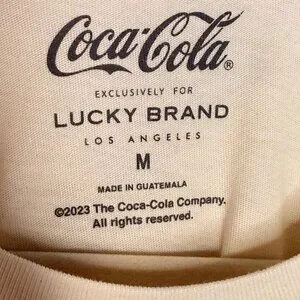 Coca-Cola®
EXCLUSIVELY FOR
LUCKY BRAND
LOS ANGELES
M
MADE IN GUATEMALA
©2023 The Coca-Cola Company.
All rights reserved.